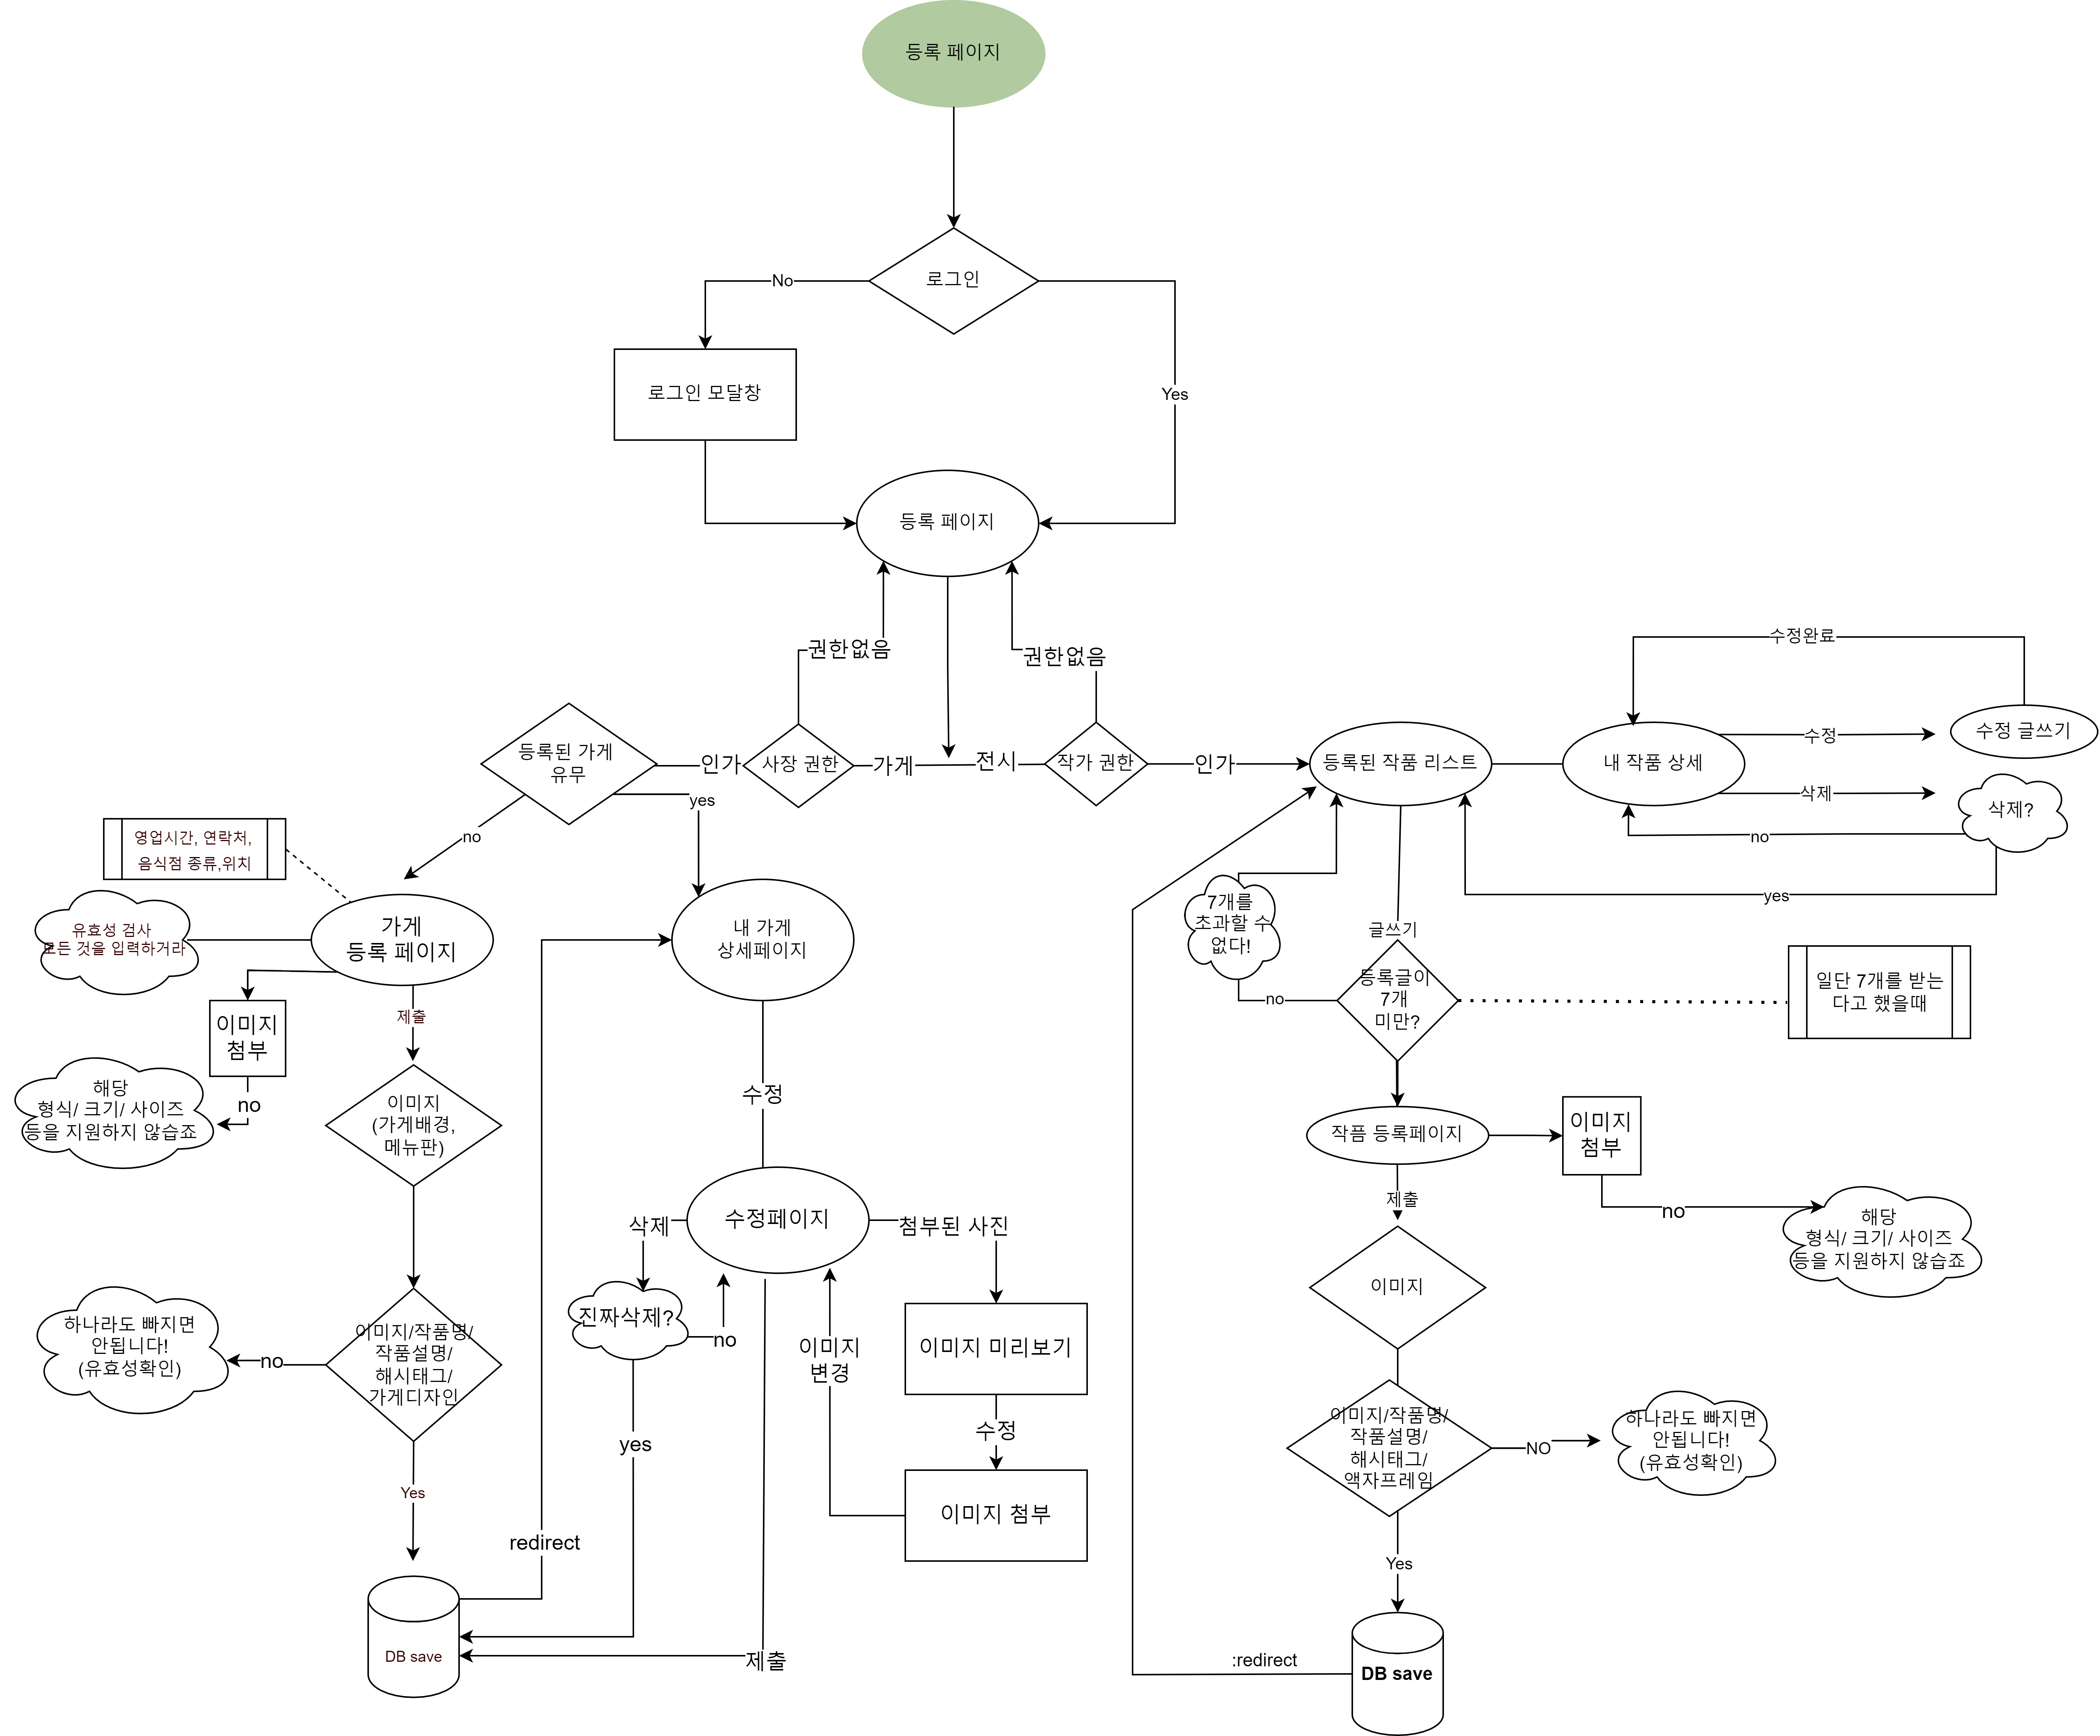 등록 페이지
로그인
No
Yes
로그인 모달창
등록 페이지
권한없음
권한없음
등록된 가게
유무
인가
사장 권한
가게
전시
작가 권한
인가
등록된 작품 리스트
내 작품 상세
수정완료
수정
수정 글쓰기
삭제
삭제?
no
yes
no
yes
영업시간, 연락처,
음식점 종류,위치
유효성 검사
모든 것을 입력하거라
가게
등록 페이지
이미지
첨부
no
해당
형식/ 크기/ 사이즈
등을 지원하지 않습죠
제출
이미지
(가게배경,
메뉴판)
이미지/작품명/
작품설명/
해시태그/
가게디자인
no
하나라도 빠지면
안됩니다!
(유효성확인)
Yes
DB save
redirect
내 가게
상세페이지
수정
수정페이지
삭제
진짜삭제?
no
yes
제출
첨부된 사진
이미지 미리보기
수정
이미지 첨부
이미지
변경
7개를
초과할 수
없다!
no
글쓰기
등록글이
7개
미만?
일단 7개를 받는
다고 했을때
작픔 등록페이지
이미지
첨부
no
해당
형식/ 크기/ 사이즈
등을 지원하지 않습죠
제출
이미지
이미지/작품명/
작품설명/
해시태그/
액자프레임
NO
하나라도 빠지면
안됩니다!
(유효성확인)
Yes
:redirect
DB save